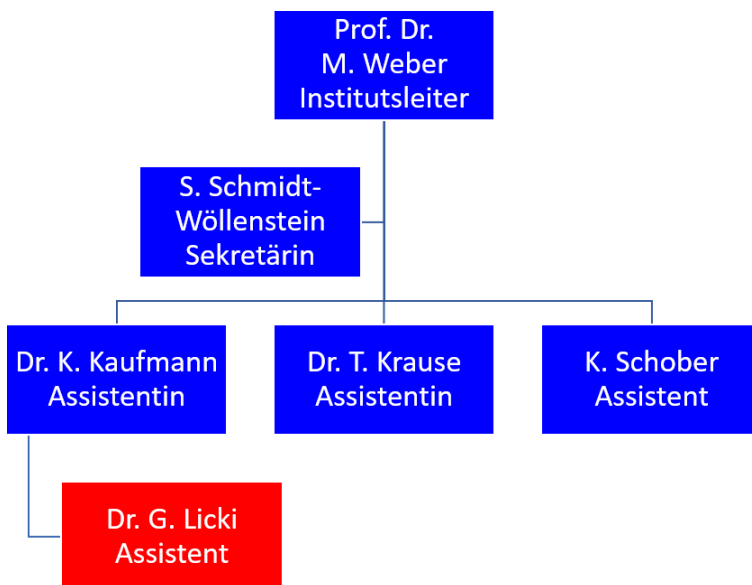 Prof. Dr.
M. Weber
Institutsleiter
S. Schmidt-
Wöllenstein
Sekretärin
Dr. K. Kaufmann
Assistentin
Dr. T. Krause
Assistentin
K. Schober
Assistent
Dr. G. Licki
Assistent